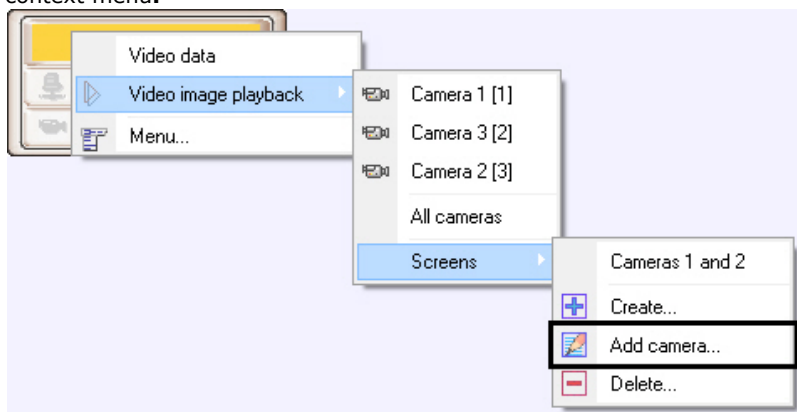 context menu.
Video data
Video image playback
Menu...
Camera 1 [1]
Camera 3 [2]
Camera 2 [3]
All cameras
Screens
Cameras 1 and 2
Create...
Add camera...
Delete...